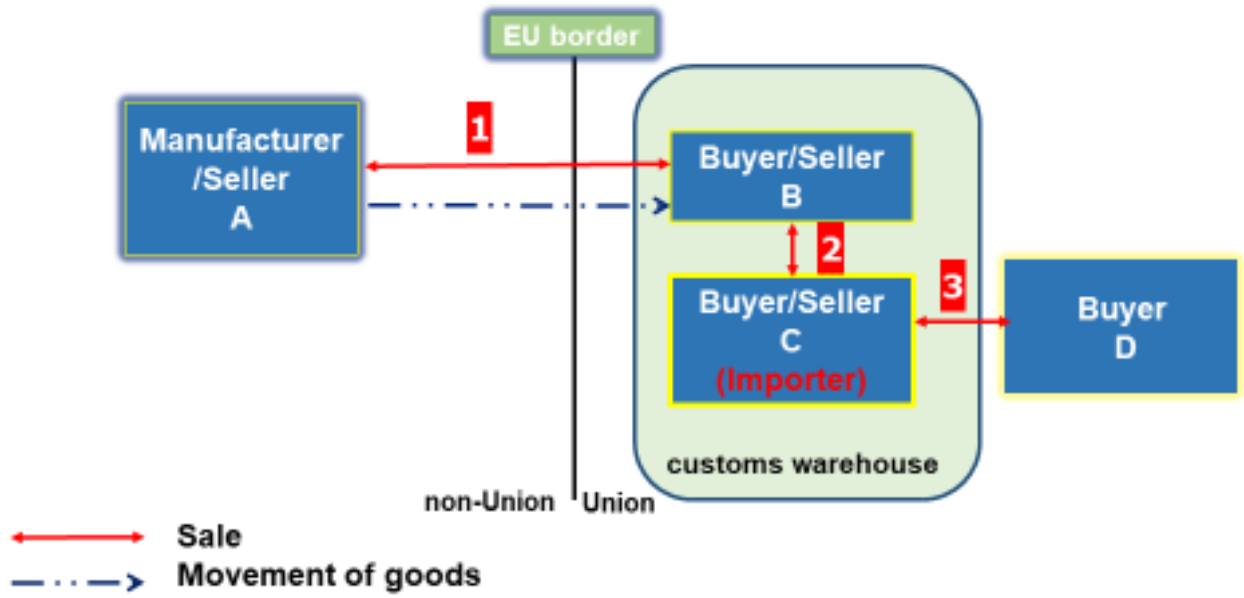 EU border
Manufacturer
/Seller
A
1
Buyer/Seller
B
2
Buyer/Seller
C
(Importer)
3
Buyer
D
customs warehouse
non-Union
Union
Sale
Movement of goods